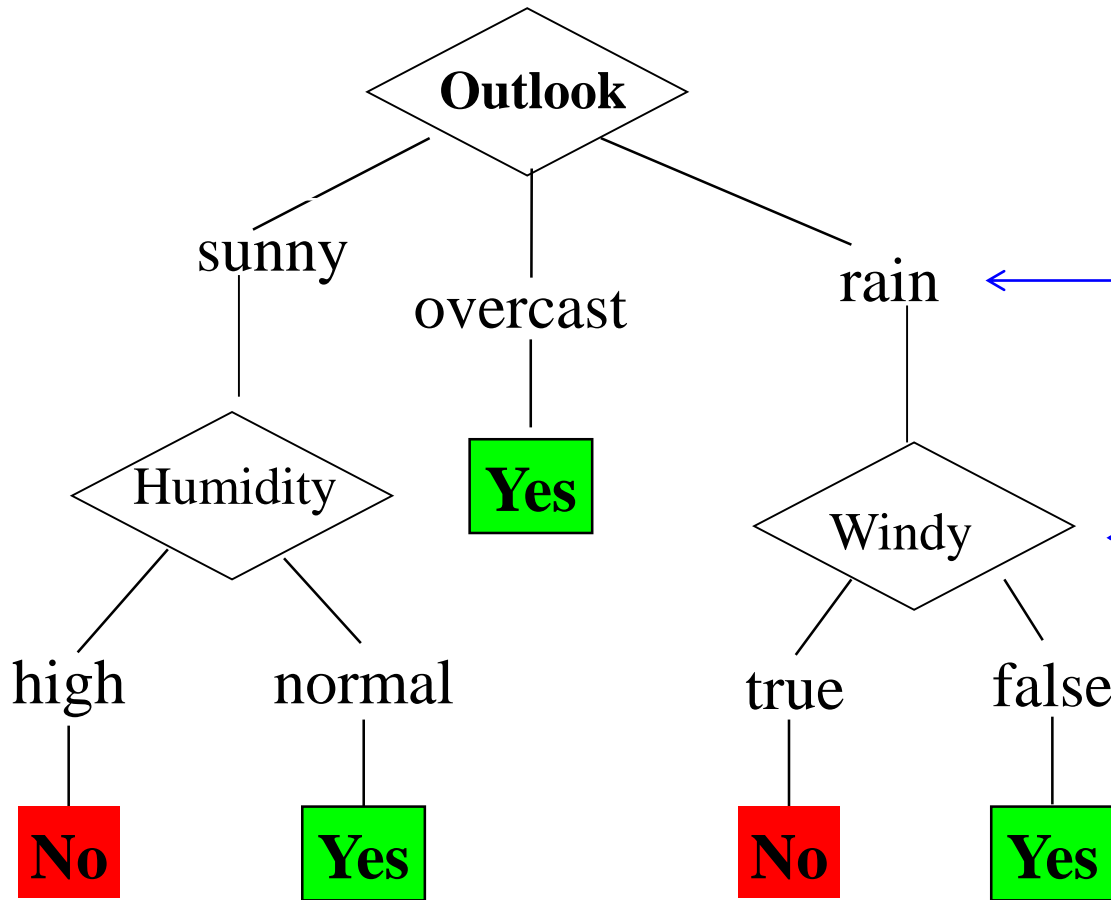 Outlook
sunny
overcast
rain
Humidity
Yes
Windy
high
normal
true
false
No
Yes
No
Yes